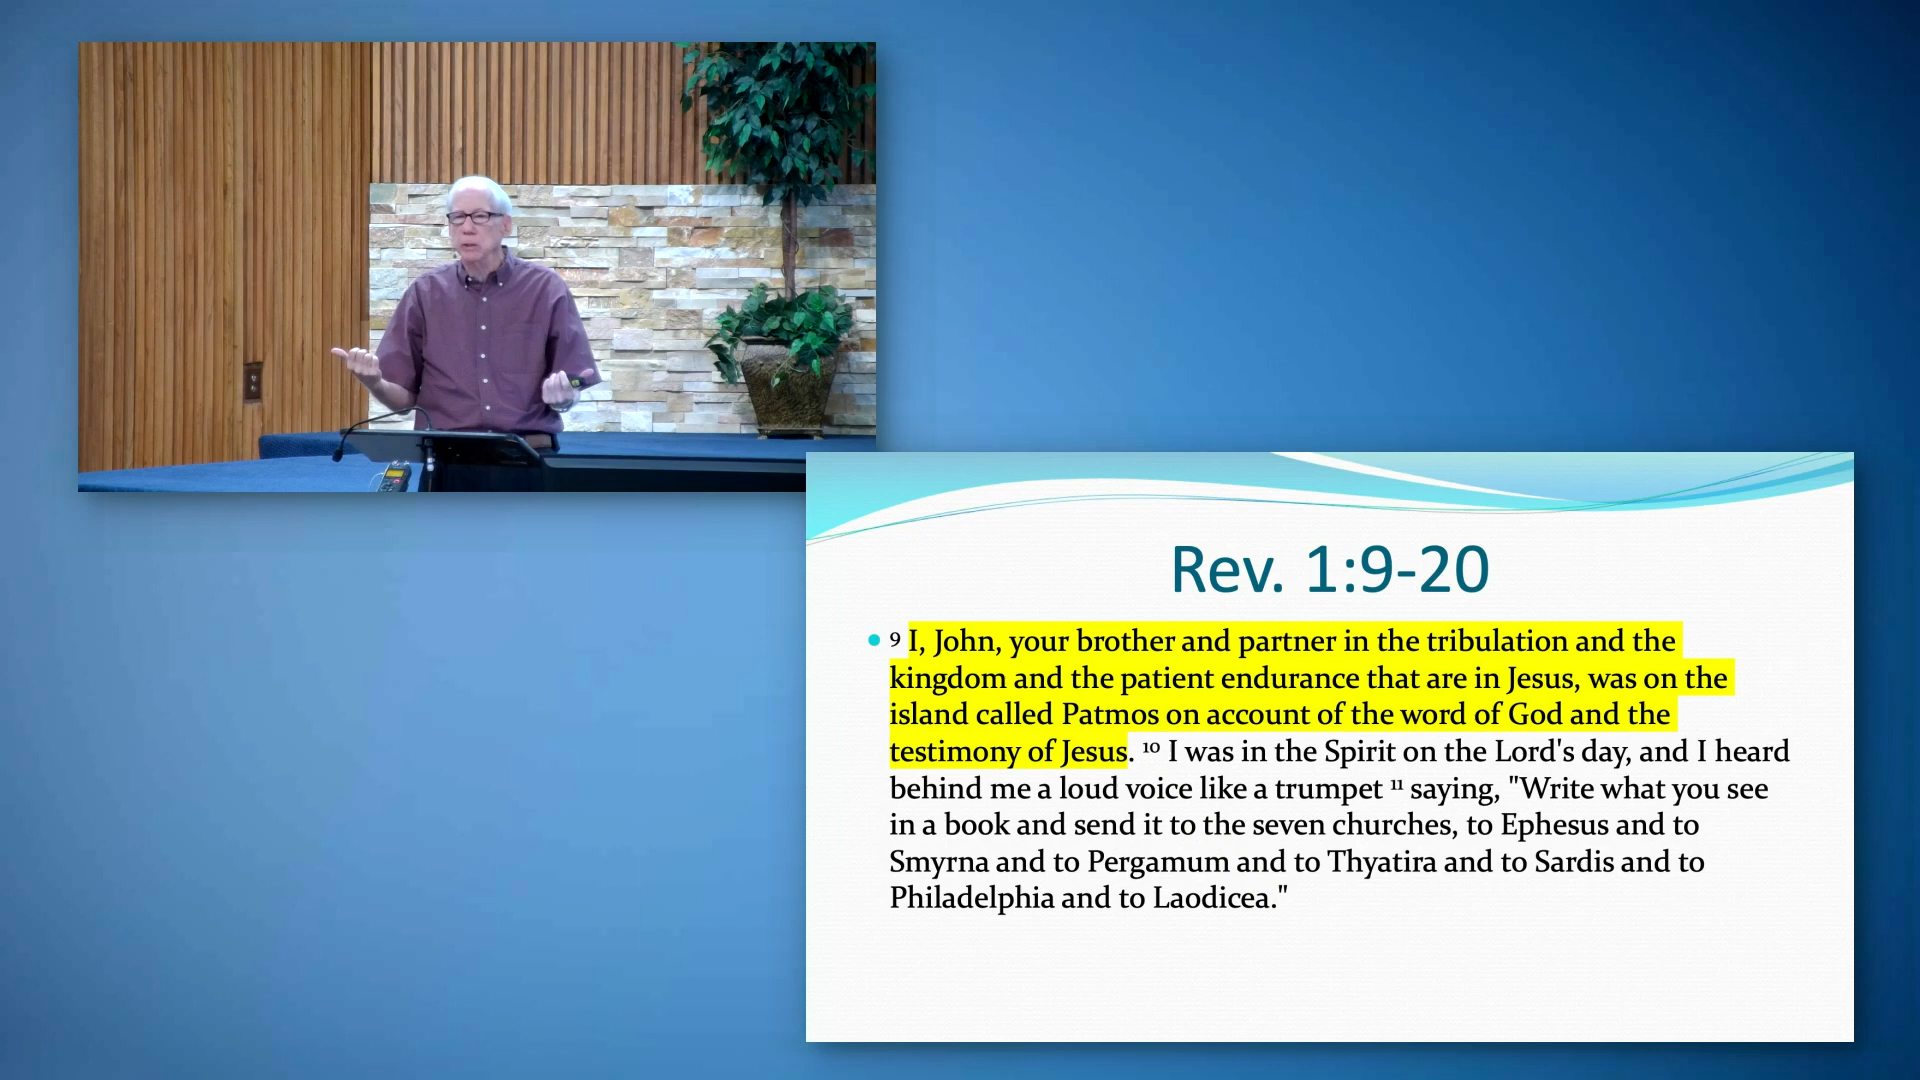 Rev. 1:9-20
• ⁹ I, John, your brother and partner in the tribulation and the
kingdom and the patient endurance that are in Jesus, was on the
island called Patmos on account of the word of God and the
testimony of Jesus. ¹⁰ I was in the Spirit on the Lord's day, and I heard
behind me a loud voice like a trumpet ¹¹ saying, "Write what you see
in a book and send it to the seven churches, to Ephesus and to
Smyrna and to Pergamum and to Thyatira and to Sardis and to
Philadelphia and to Laodicea."